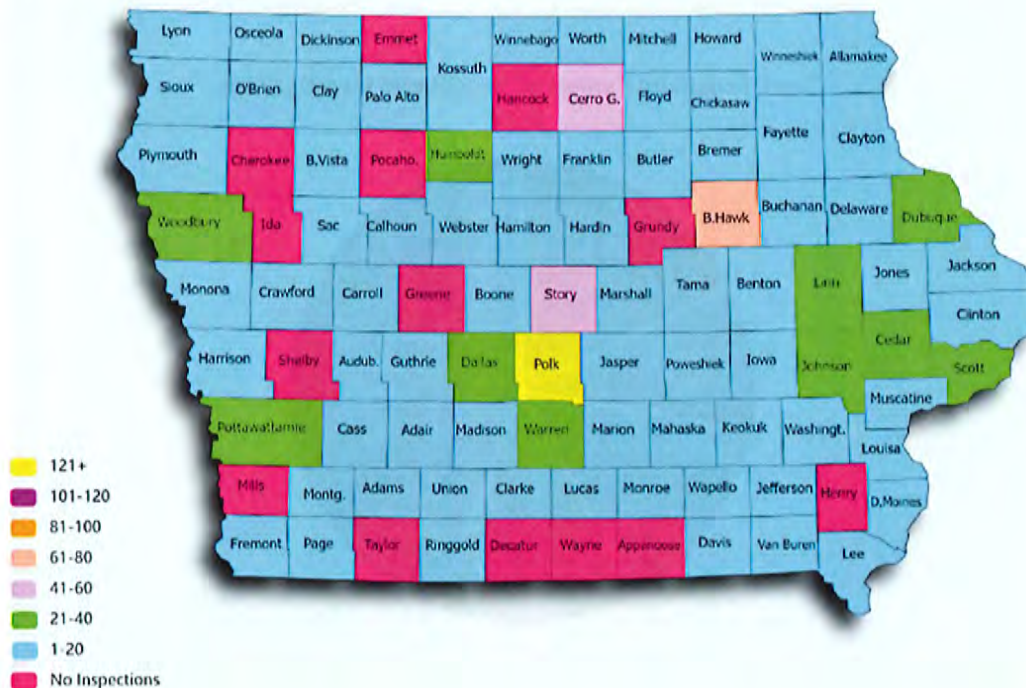 Lyon Osceola Dickinson Emmet Winnebago Worth Mitchell Howard Winneshiek Allamakee
Kossuth
Sioux O'Brien Clay Palo Alto Hancock Cerro G. Floyd Chickasaw
Fayette Clayton
Plymouth Cherokee B.Vista Pocaho. Humboldt Wright Franklin Butler Bremer
Woodbury Ida Sac Calhoun Webster Hamilton Hardin Grundy B.Hawk Buchanan Delaware Dubuque
Monona Crawford Carroll Greene Boone Story Marshall Tama Benton Linn Jones Jackson
Clinton
Cedar
Harrison Shelby Audub. Guthrie Dallas Polk Jasper Poweshiek Iowa Johnson Scott
Muscatine
Pottawattamie Cass Adair Madison Warren Marion Mahaska Keokuk Washingt.
Louisa
Mills Montg. Adams Union Clarke Lucas Monroe Wapello Jefferson Henry D.Moines
Fremont Page Taylor Ringgold Decatur Wayne Appanoose Davis Van Buren Lee
121+
101-120
81-100
61-80
41-60
21-40
1-20
No Inspections